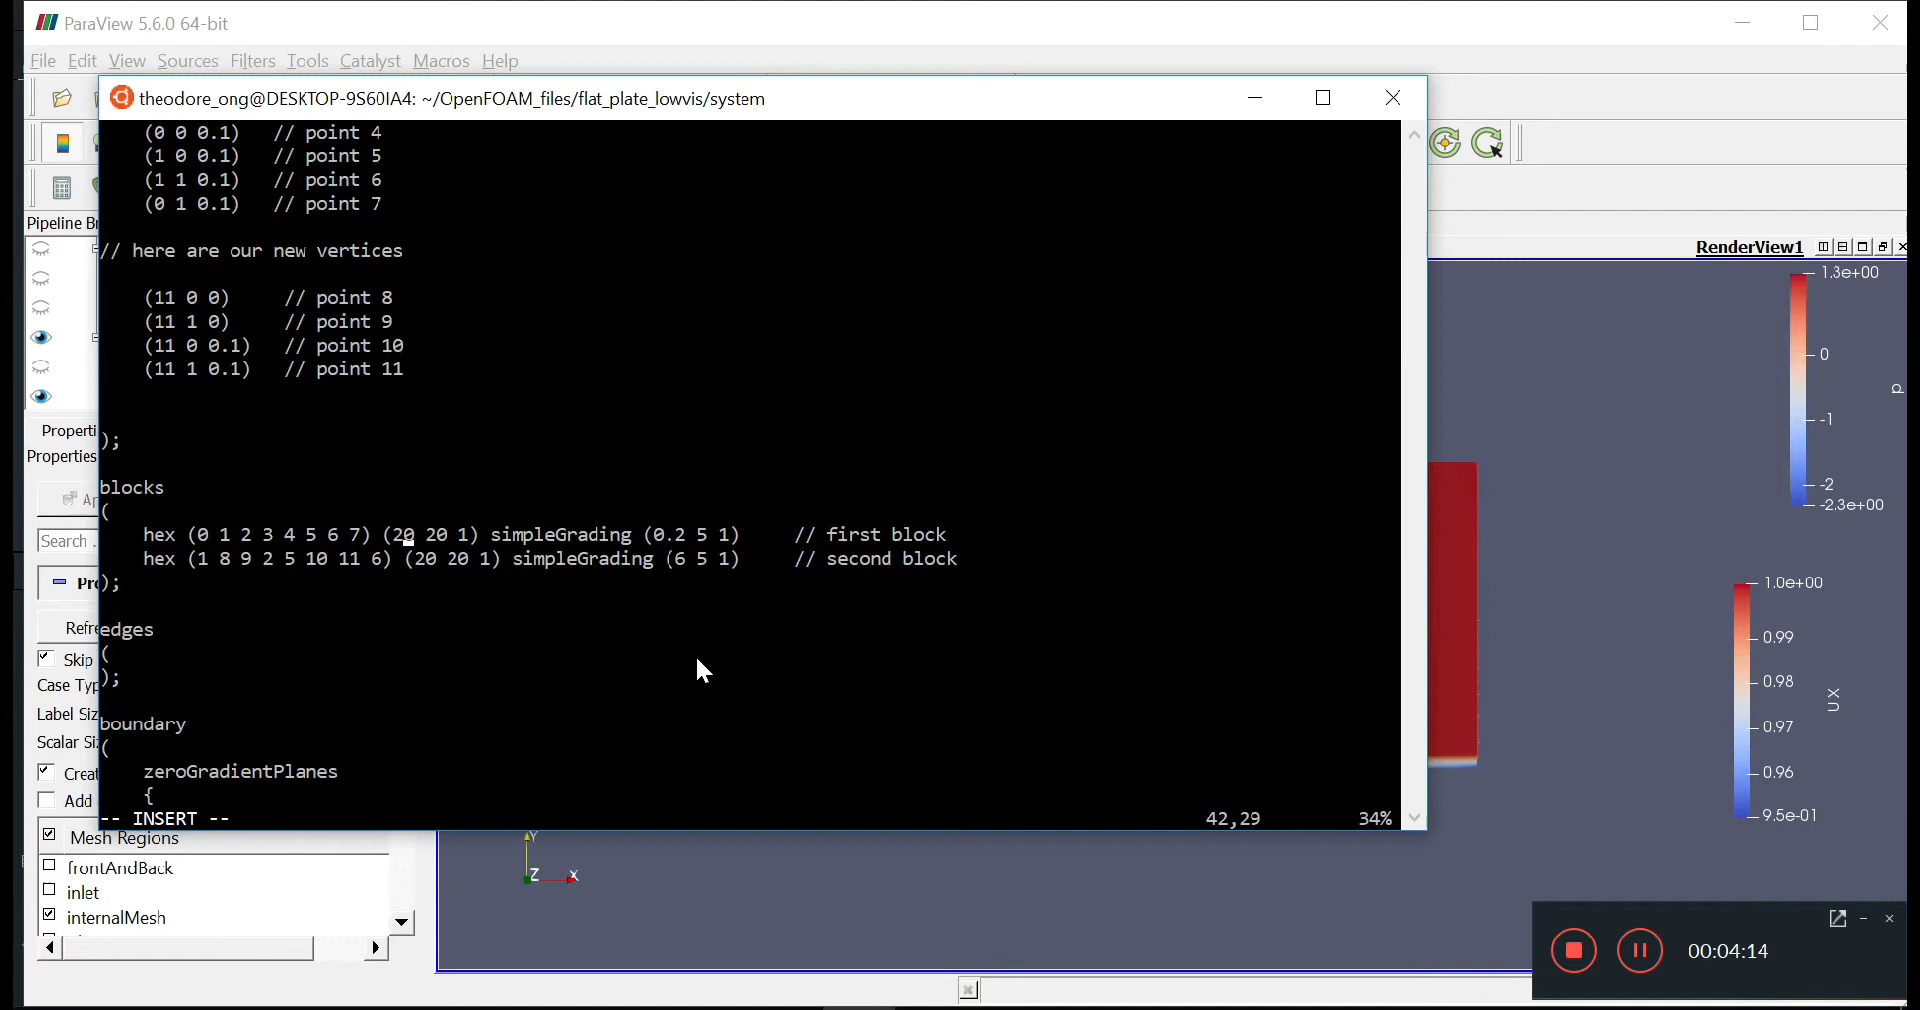 ParaView 5.6.0 64-bit
File Edit View Sources Filters Tools Catalyst Macros Help
theodore_ong@DESKTOP-9S60IA4: ~/OpenFOAM_files/flat_plate_lowvis/system
(0 0 0.1) // point 4
(1 0 0.1) // point 5
(1 1 0.1) // point 6
(0 1 0.1) // point 7
// here are our new vertices
(11 0 0) // point 8
(11 1 0) // point 9
(11 0 0.1) // point 10
(11 1 0.1) // point 11
);
blocks
(
hex (0 1 2 3 4 5 6 7) (20 20 1) simpleGrading (0.2 5 1) // first block
hex (1 8 9 2 5 10 11 6) (20 20 1) simpleGrading (6 5 1) // second block
);
edges
(
);
boundary
(
zeroGradientPlanes
{
-- INSERT -- 42,29 34%
Pipeline Br
Properti
Properties
Ap
Search
Pro
Refre
Skip
Case Typ
Label Siz
Scalar Siz
Creat
Add
Mesh Regions
frontAndBack
inlet
internalMesh
RenderView1
1.3e+00
0
-1
-2
-2.3e+00
p
1.0e+00
0.99
0.98
0.97
0.96
9.5e-01
UX
Y
Z X
00:04:14